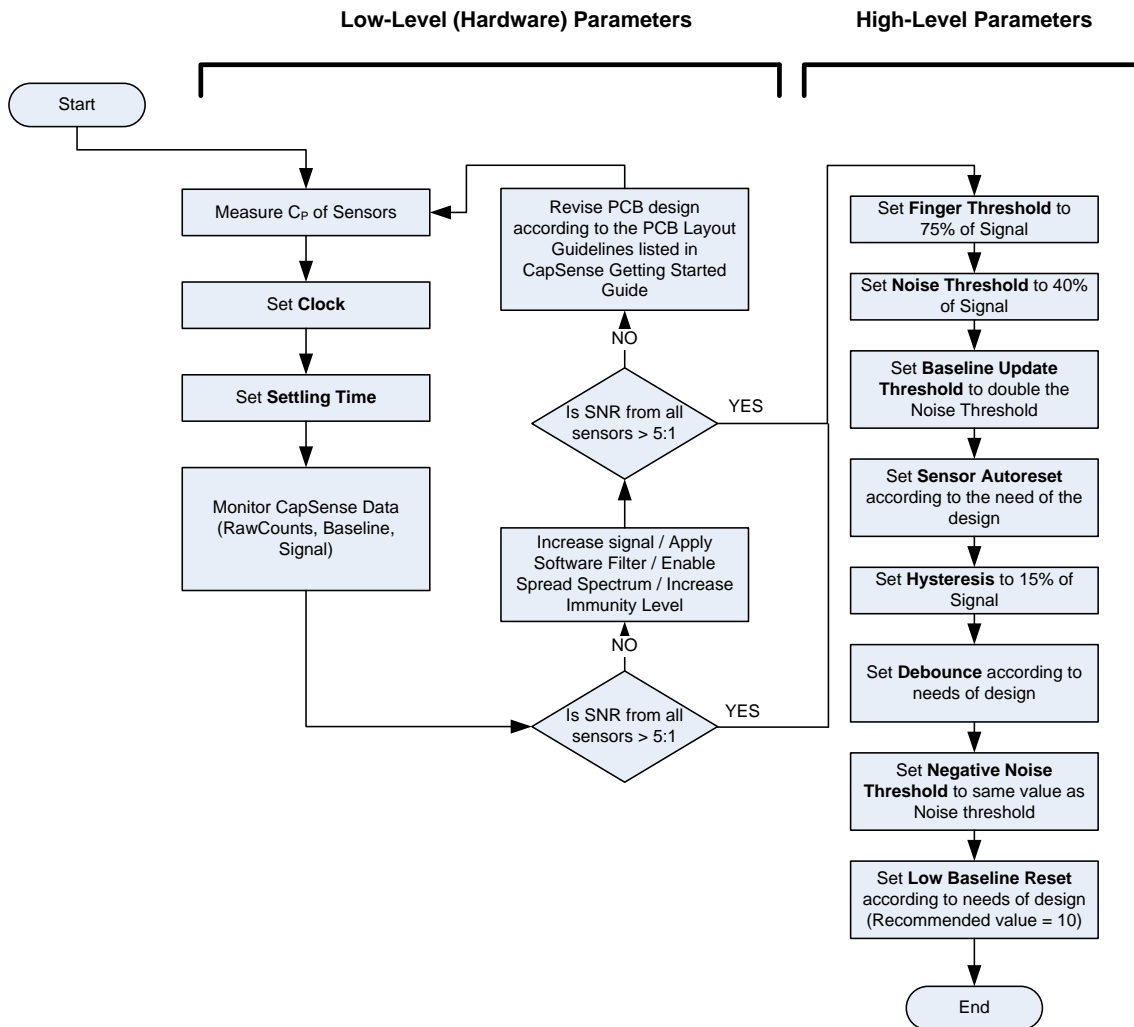 Low-Level (Hardware) Parameters
High-Level Parameters
Start
Measure CP of Sensors
Set Clock
Set Settling Time
Monitor CapSense Data
(RawCounts, Baseline,
Signal)
Revise PCB design
according to the PCB Layout
Guidelines listed in
CapSense Getting Started
Guide
NO
Is SNR from all
sensors > 5:1
YES
Increase signal / Apply
Software Filter / Enable
Spread Spectrum / Increase
Immunity Level
NO
Is SNR from all
sensors > 5:1
YES
Set Finger Threshold to
75% of Signal
Set Noise Threshold to 40%
of Signal
Set Baseline Update
Threshold to double the
Noise Threshold
Set Sensor Autoreset
according to the need of the
design
Set Hysteresis to 15% of
Signal
Set Debounce according to
needs of design
Set Negative Noise
Threshold to same value as
Noise threshold
Set Low Baseline Reset
according to needs of design
(Recommended value = 10)
End